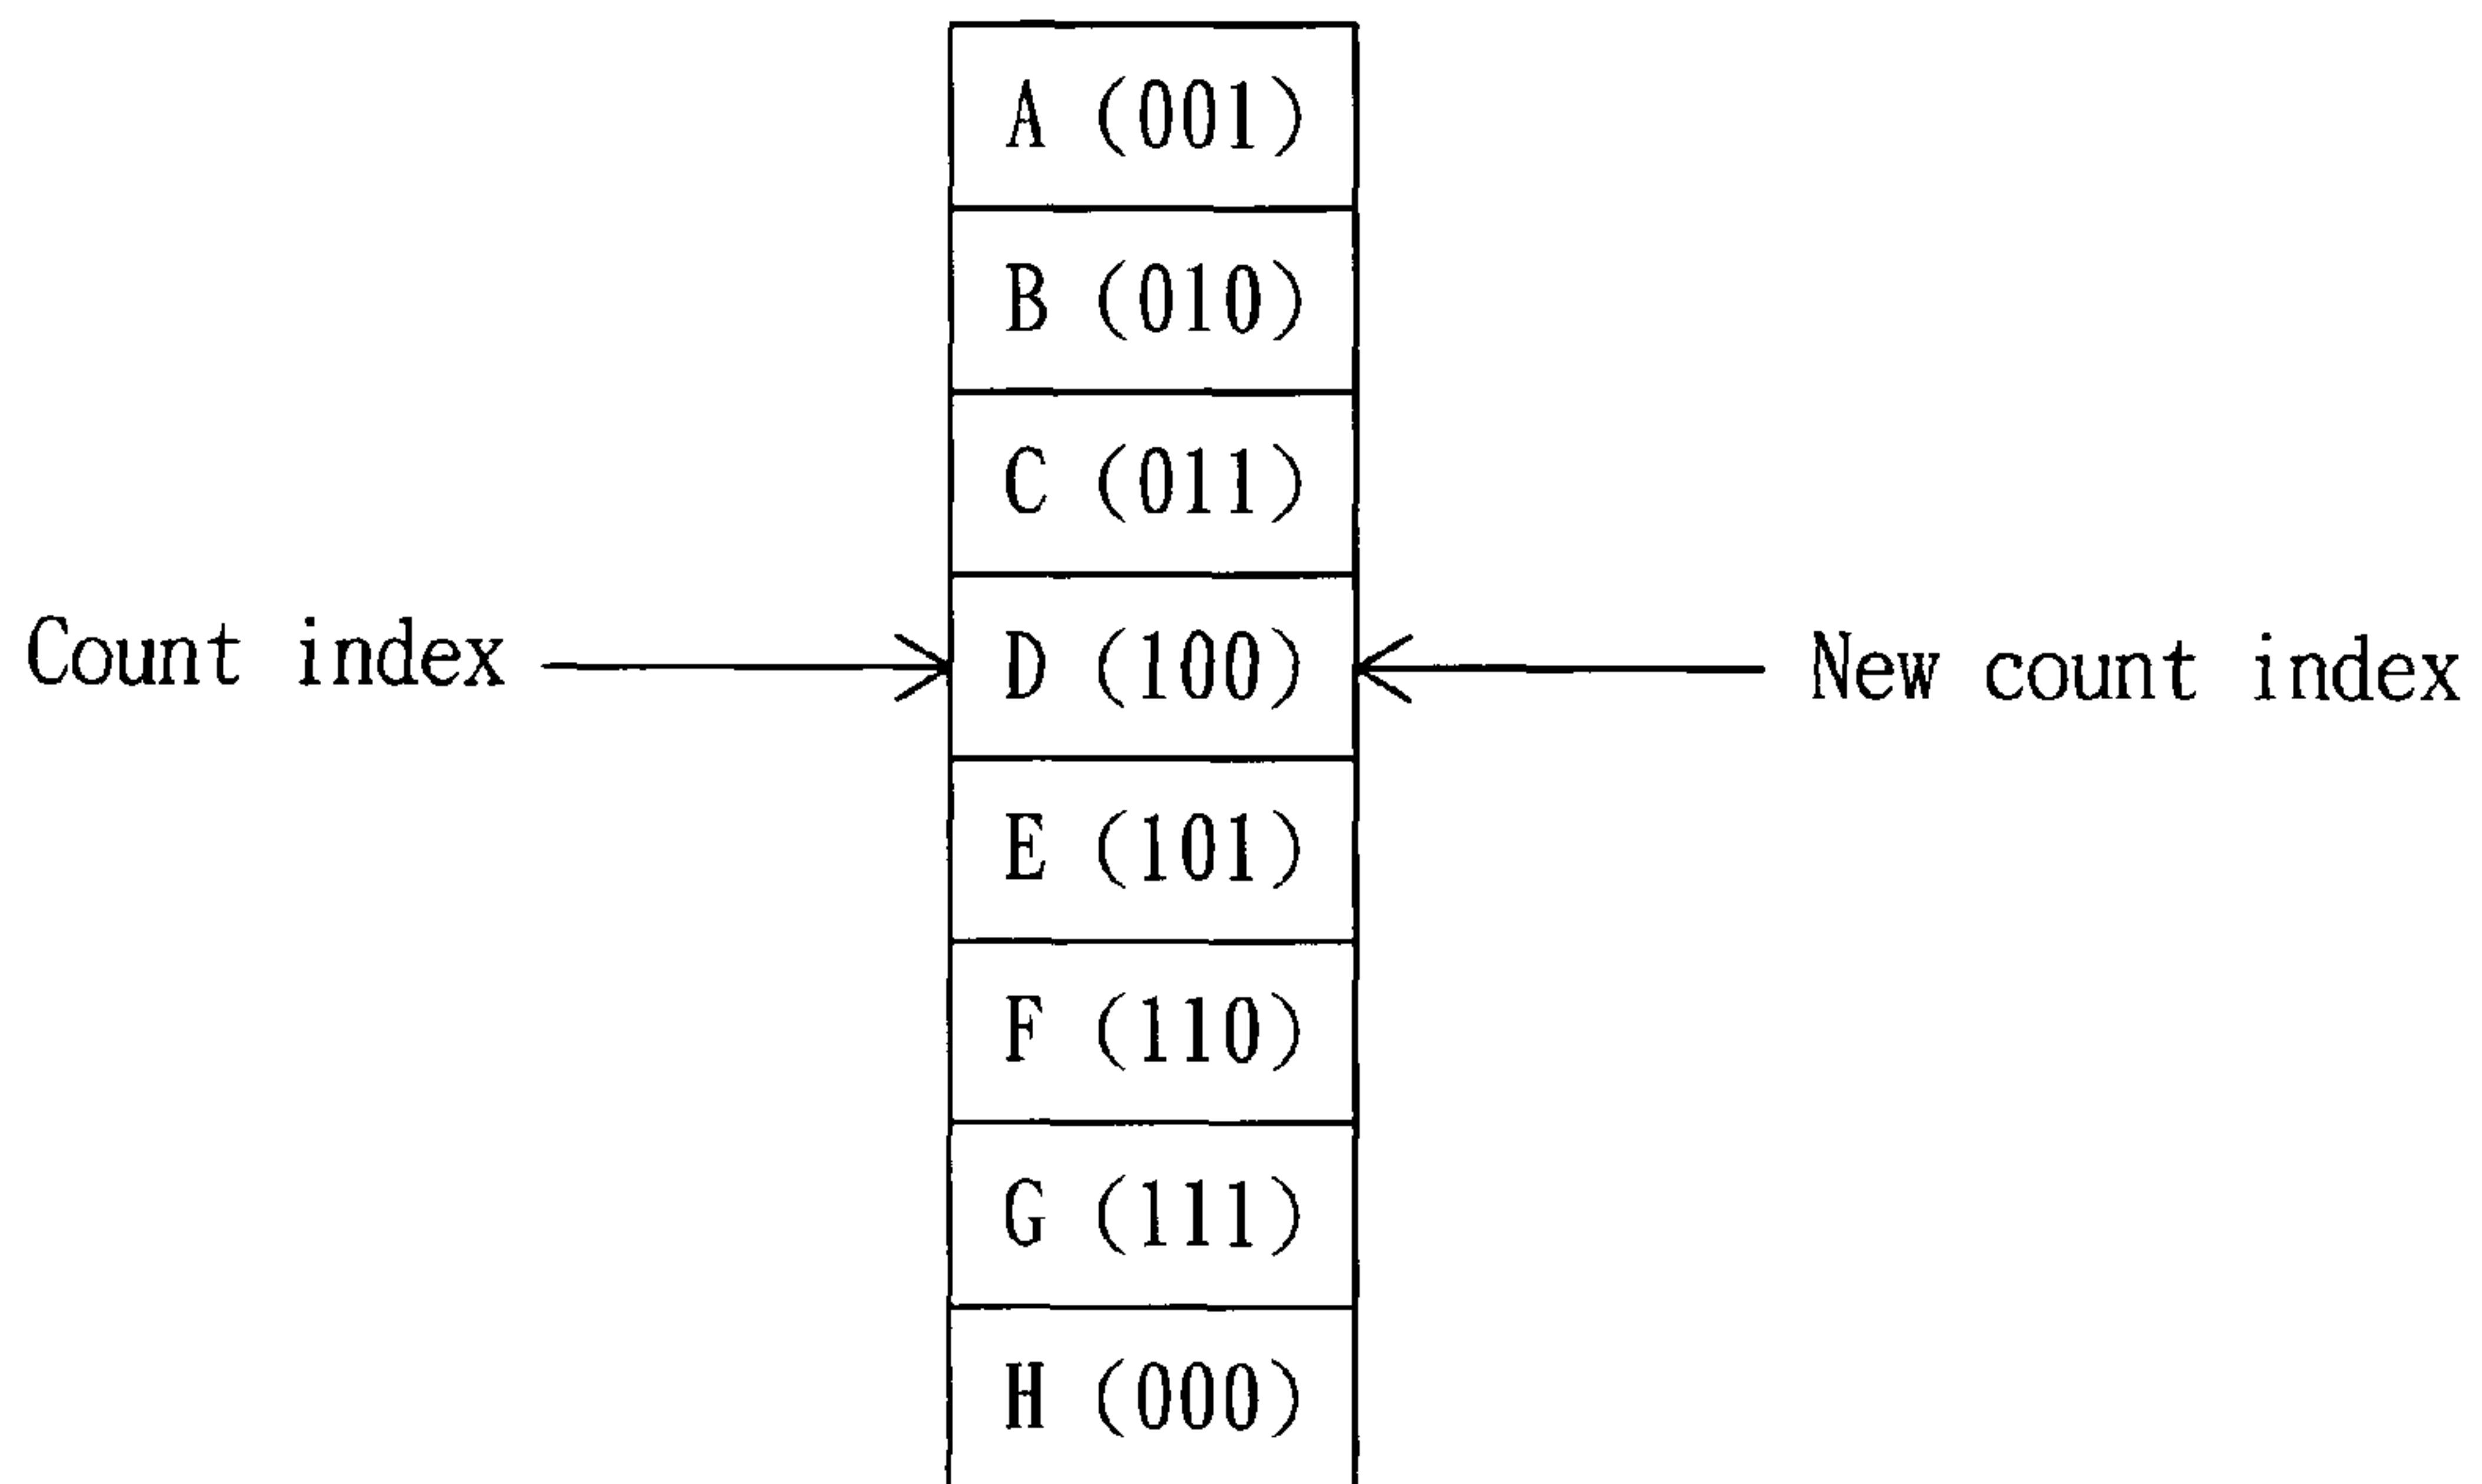 A (001)
B (010)
C (011)
Count index
D (100)
New count index
E (101)
F (110)
G (111)
H (000)